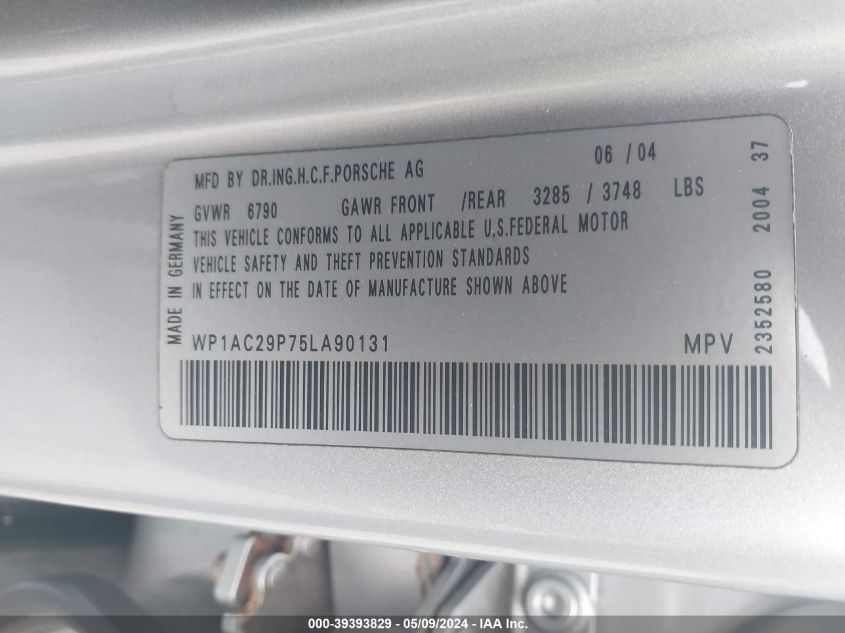 MFD BY DR.ING.H.C.F.PORSCHE AG 06 / 04
GVWR 6790 GAWR FRONT /REAR 3285 / 3748 LBS
THIS VEHICLE CONFORMS TO ALL APPLICABLE U.S.FEDERAL MOTOR
VEHICLE SAFETY AND THEFT PREVENTION STANDARDS
IN EFFECT ON THE DATE OF MANUFACTURE SHOWN ABOVE
WP1AC29P75LA90131 MPV
MADE IN GERMANY
2352580 2004 37
000-39393829 - 05/09/2024 - IAA Inc.